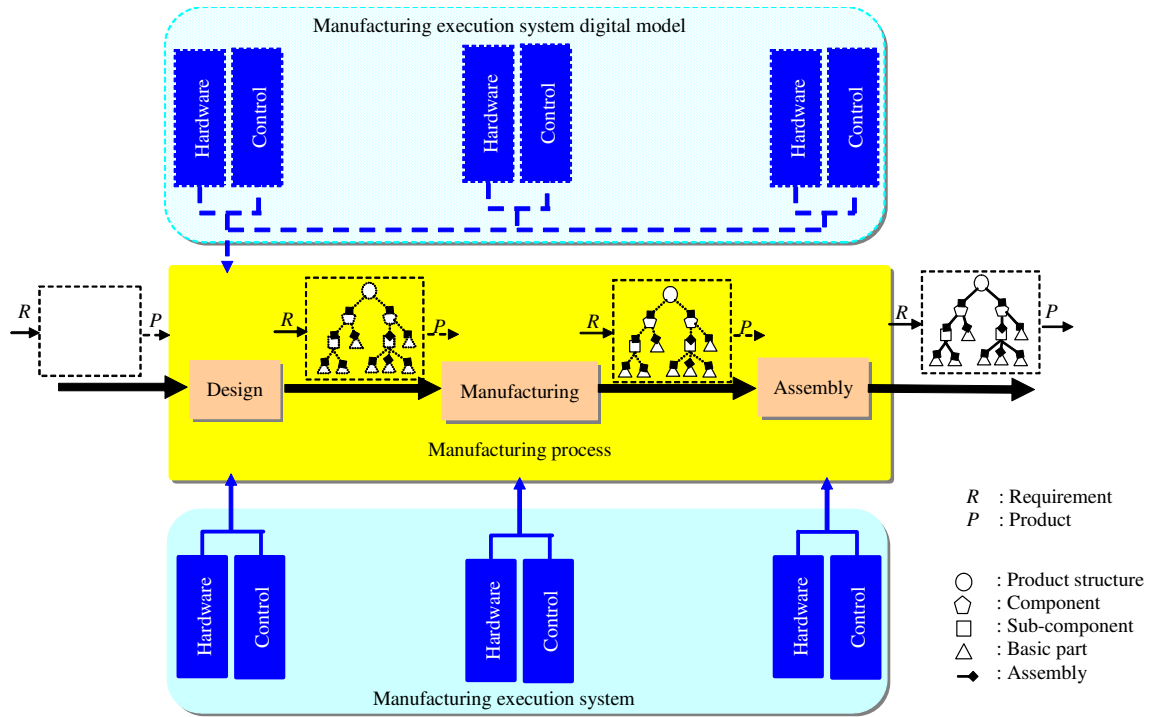 Manufacturing execution system digital model
Hardware
Control
Hardware
Control
Hardware
Control
R
P
R
P
R
P
R
P
Design
Manufacturing
Assembly
Manufacturing process
Hardware
Control
Hardware
Control
Hardware
Control
Manufacturing execution system
R : Requirement
P : Product
: Product structure
: Component
: Sub-component
: Basic part
: Assembly